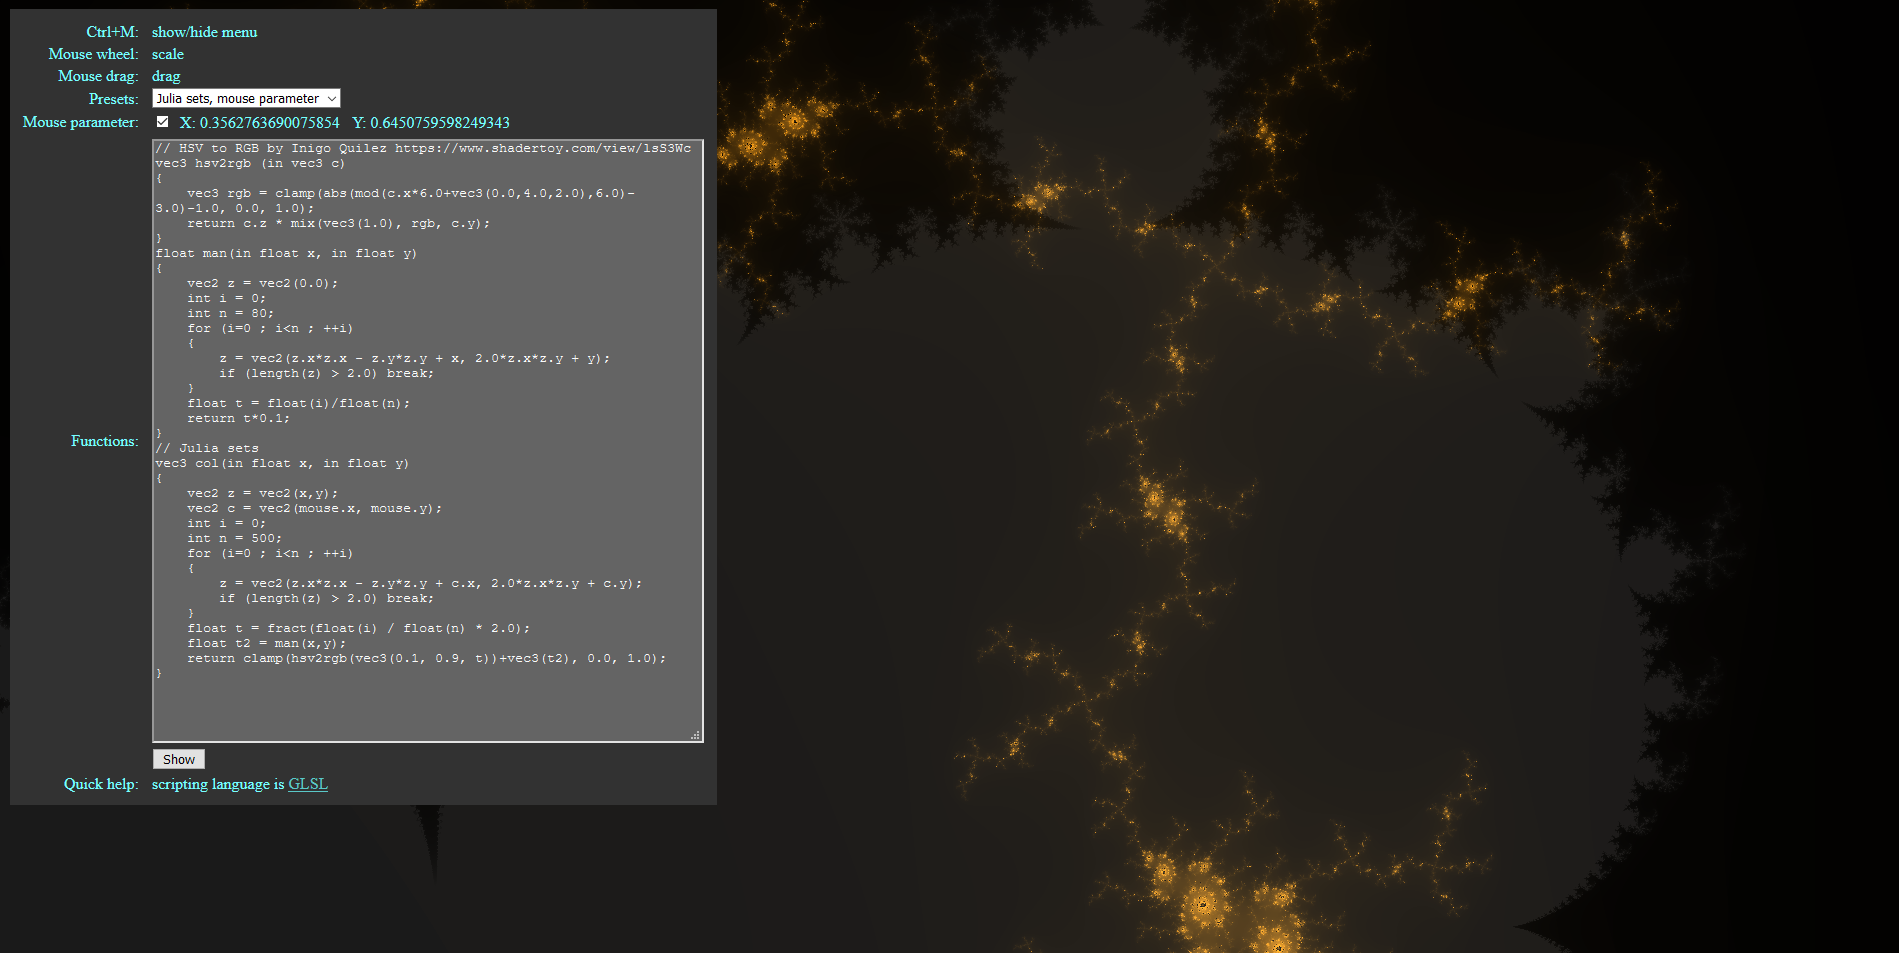 Ctrl+M: show/hide menu
Mouse wheel: scale
Mouse drag: drag
Presets: Julia sets, mouse parameter
Mouse parameter: X: 0.3562763690075854 Y: 0.6450759598249343
Functions:
// HSV to RGB by Inigo Quilez https://www.shadertoy.com/view/lsS3Wc
vec3 hsv2rgb (in vec3 c)
{
    vec3 rgb = clamp(abs(mod(c.x*6.0+vec3(0.0,4.0,2.0),6.0)-
3.0)-1.0, 0.0, 1.0);
    return c.z * mix(vec3(1.0), rgb, c.y);
}
float man(in float x, in float y)
{
    vec2 z = vec2(0.0);
    int i = 0;
    int n = 80;
    for (i=0 ; i<n ; ++i)
    {
        z = vec2(z.x*z.x - z.y*z.y + x, 2.0*z.x*z.y + y);
        if (length(z) > 2.0) break;
    }
    float t = float(i)/float(n);
    return t*0.1;
}
// Julia sets
vec3 col(in float x, in float y)
{
    vec2 z = vec2(x,y);
    vec2 c = vec2(mouse.x, mouse.y);
    int i = 0;
    int n = 500;
    for (i=0 ; i<n ; ++i)
    {
        z = vec2(z.x*z.x - z.y*z.y + c.x, 2.0*z.x*z.y + c.y);
        if (length(z) > 2.0) break;
    }
    float t = fract(float(i) / float(n) * 2.0);
    float t2 = man(x,y);
    return clamp(hsv2rgb(vec3(0.1, 0.9, t))+vec3(t2), 0.0, 1.0);
}
Show
Quick help: scripting language is GLSL